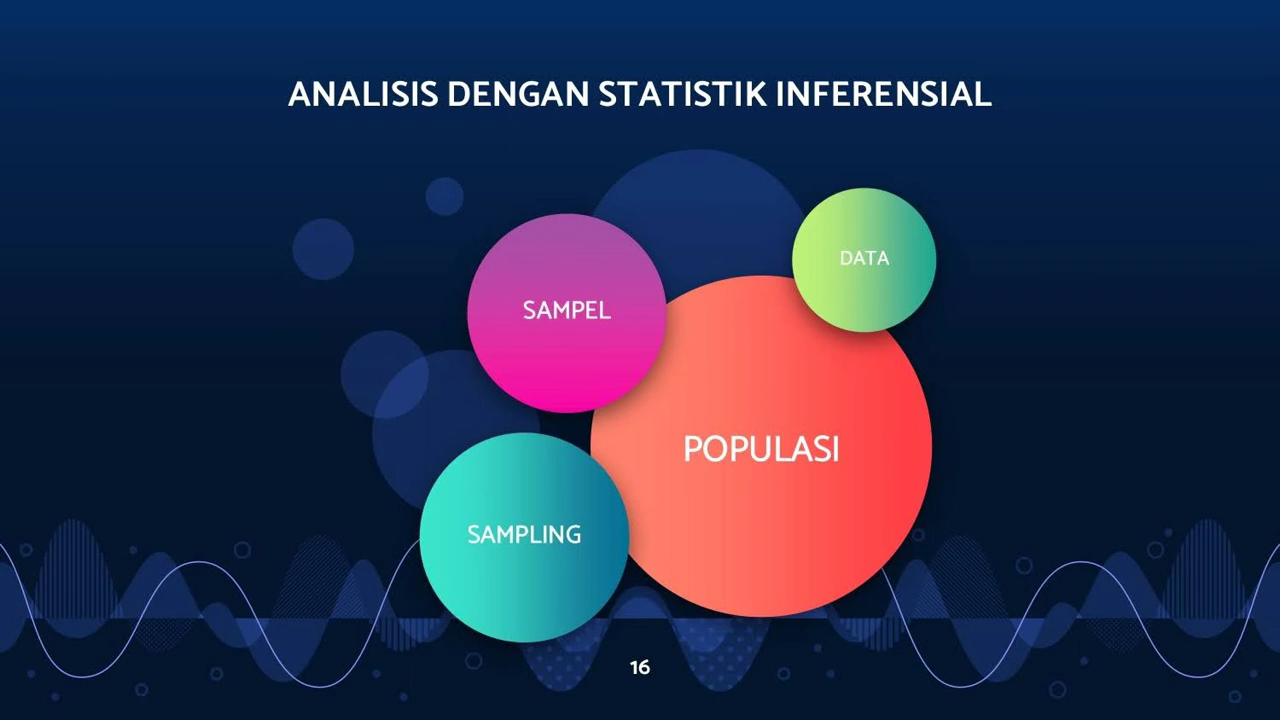 ANALISIS DENGAN STATISTIK INFERENSIAL
DATA
SAMPEL
POPULASI
SAMPLING
16